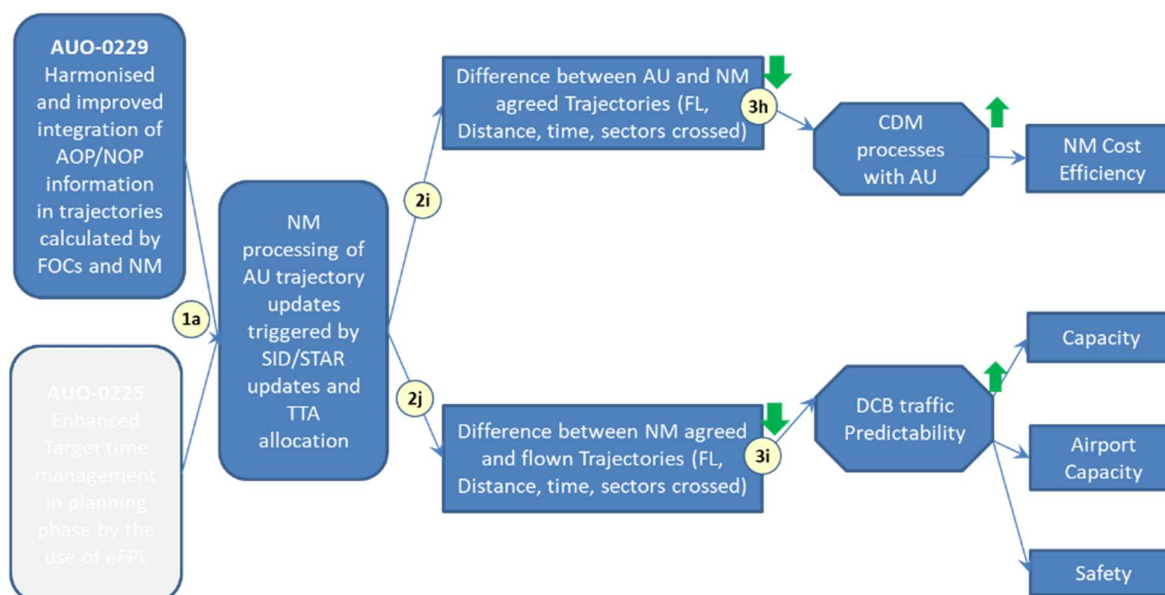 AUO-0229
Harmonised
and improved
integration of
AOP/NOP
information
in trajectories
calculated by
FOCs and NM
AUO-0225
Enhanced
Target time
management
in planning
phase by the
use of eFPL
1a
NM
processing of
AU trajectory
updates
triggered by
SID/STAR
updates and
TTA
allocation
2i
2j
Difference between AU and NM
agreed Trajectories (FL,
Distance, time, sectors crossed)
3h
CDM
processes
with AU
NM Cost
Efficiency
Difference between NM agreed
and flown Trajectories (FL,
Distance, time, sectors crossed)
3i
DCB traffic
Predictability
Capacity
Airport
Capacity
Safety